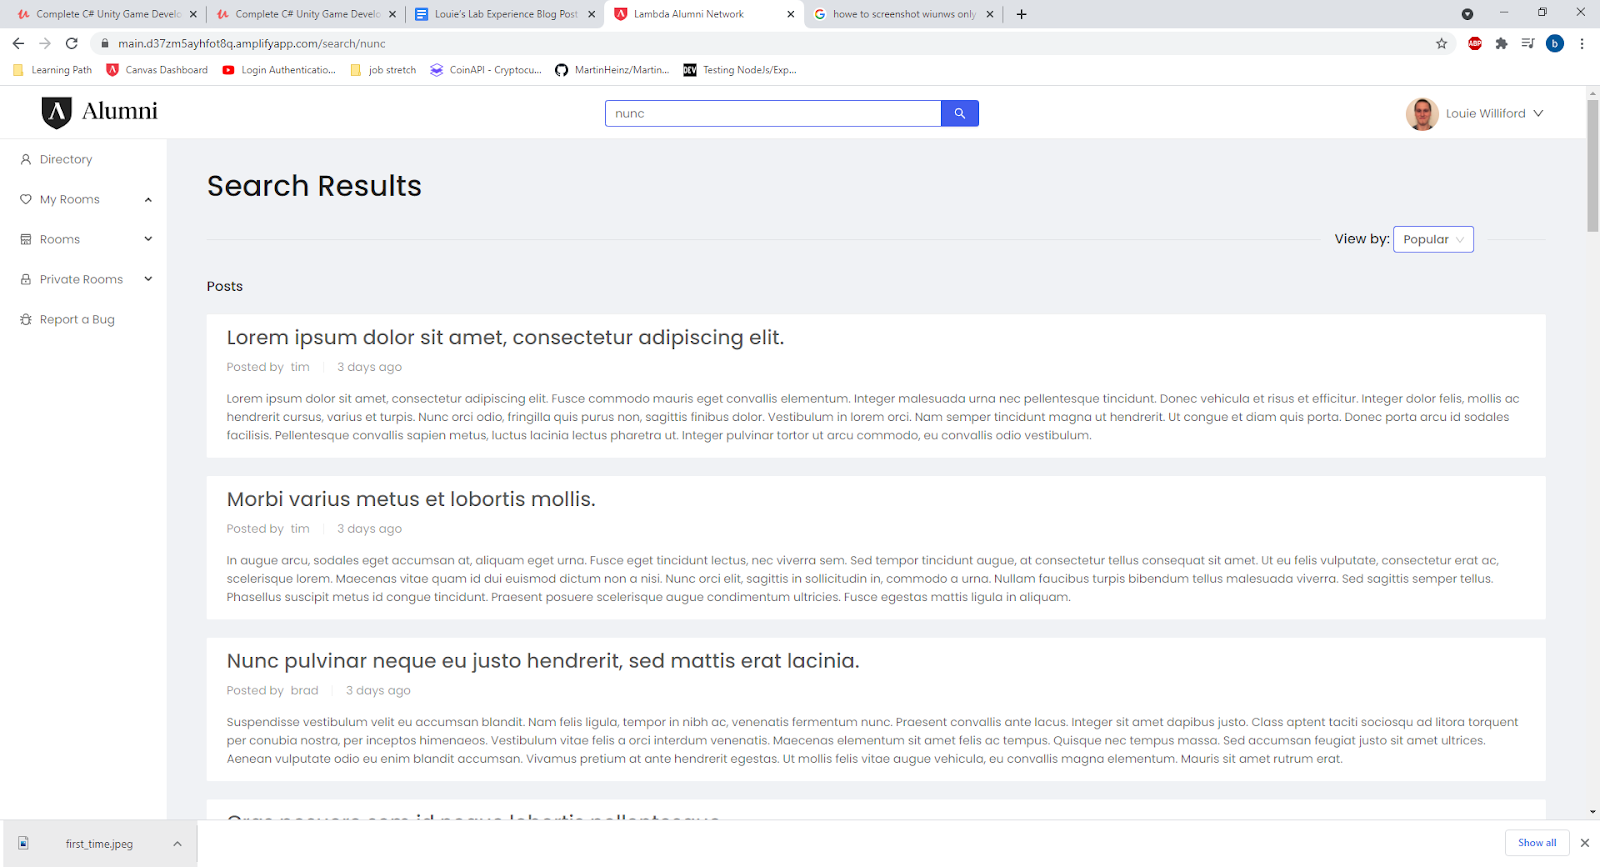 Complete C# Unity Game Develo
Complete C# Unity Game Develo
Louie's Lab Experience Blog Post
Lambda Alumni Network
howe to screenshot wiunws only
main.d37zm5ayhfot8q.amplifyapp.com/search/nunc
ABP
b
Learning Path
Canvas Dashboard
Login Authenticatio...
job stretch
CoinAPI - Cryptocu...
MartinHeinz/Martin...
DEV
Testing NodeJs/Exp...
Alumni
nunc
Louie Williford
Directory
My Rooms
Rooms
Private Rooms
Report a Bug
Search Results
View by: Popular
Posts
Lorem ipsum dolor sit amet, consectetur adipiscing elit.
Posted by tim 3 days ago
Lorem ipsum dolor sit amet, consectetur adipiscing elit. Fusce commodo mauris eget convallis elementum. Integer malesuada urna nec pellentesque tincidunt. Donec vehicula et risus et efficitur. Integer dolor felis, mollis ac
hendrerit cursus, varius et turpis. Nunc orci odio, fringilla quis purus non, sagittis finibus dolor. Vestibulum in lorem orci. Nam semper tincidunt magna ut hendrerit. Ut congue et diam quis porta. Donec porta arcu id sodales
facilisis. Pellentesque convallis sapien metus, luctus lacinia lectus pharetra ut. Integer pulvinar tortor ut arcu commodo, eu convallis odio vestibulum.
Morbi varius metus et lobortis mollis.
Posted by tim 3 days ago
In augue arcu, sodales eget accumsan at, aliquam eget urna. Fusce eget tincidunt lectus, nec viverra sem. Sed tempor tincidunt augue, at consectetur tellus consequat sit amet. Ut eu felis vulputate, consectetur erat ac,
scelerisque lorem. Maecenas vitae quam id dui euismod dictum non a nisi. Nunc orci elit, sagittis in sollicitudin in, commodo a urna. Nullam faucibus turpis bibendum tellus malesuada viverra. Sed sagittis semper tellus.
Phasellus suscipit metus id congue tincidunt. Praesent posuere scelerisque augue condimentum ultricies. Fusce egestas mattis ligula in aliquam.
Nunc pulvinar neque eu justo hendrerit, sed mattis erat lacinia.
Posted by brad 3 days ago
Suspendisse vestibulum velit eu accumsan blandit. Nam felis ligula, tempor in nibh ac, venenatis fermentum nunc. Praesent convallis ante lacus. Integer sit amet dapibus justo. Class aptent taciti sociosqu ad litora torquent
per conubia nostra, per inceptos himenaeos. Vestibulum vitae felis a orci interdum venenatis. Maecenas elementum sit amet felis ac tempus. Quisque nec tempus massa. Sed accumsan feugiat justo sit amet ultrices.
Aenean vulputate odio eu enim blandit accumsan. Vivamus pretium at ante hendrerit egestas. Ut mollis felis vitae augue vehicula, eu convallis magna elementum. Mauris sit amet rutrum erat.
first_time.jpeg
Show all